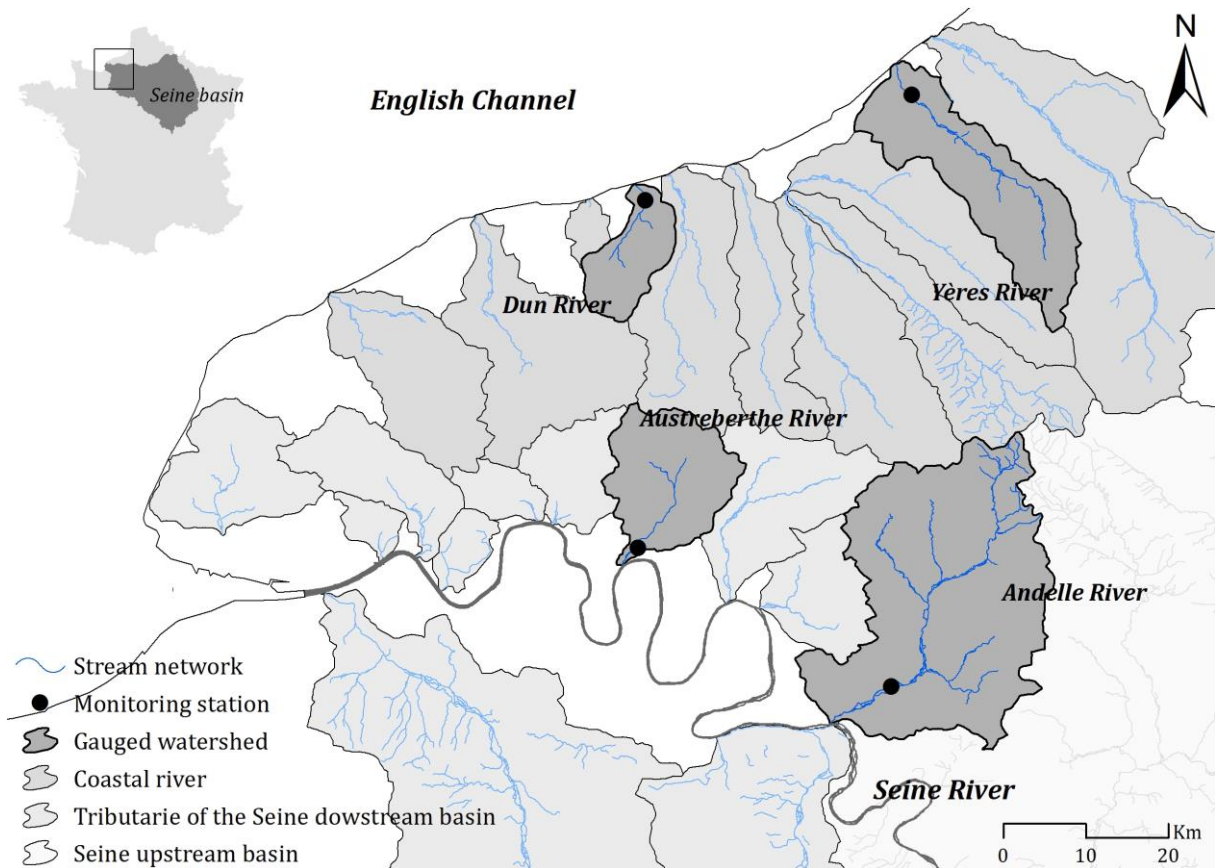 N
Seine basin
English Channel
Dun River
Yères River
Austreberthe River
Andelle River
Seine River
Stream network
Monitoring station
Gauged watershed
Coastal river
Tributarie of the Seine dowstream basin
Seine upstream basin
Km
0 10 20